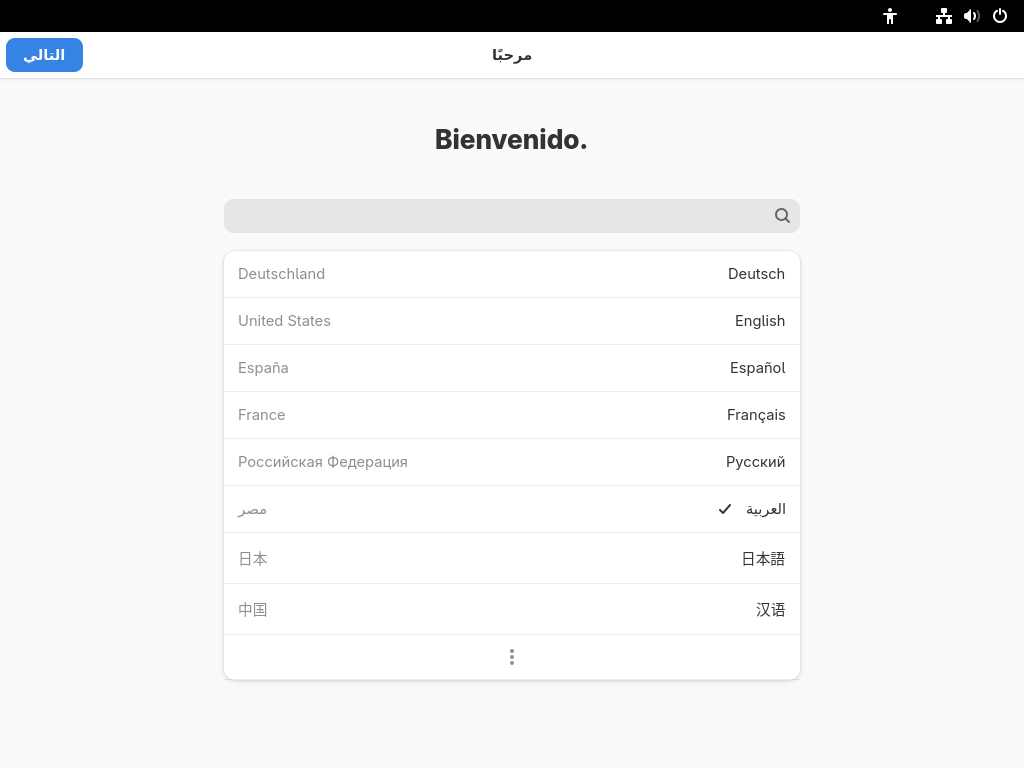 التالي
مرحبًا
Bienvenido.
Deutsch
Deutschland
English
United States
Español
España
Français
France
Русский
Российская Федерация
العربية
مصر
日本語
日本
汉语
中国